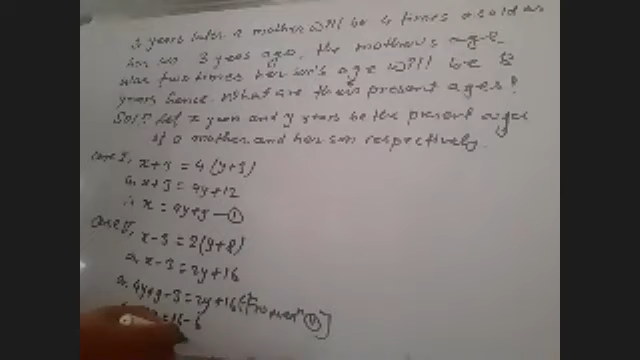 3 years later a mother will be 4 times as old as
her son 3 years ago, the mother's age
was two times her son's age will be 8
years hence. What are their present ages?
Sol": Let x years and y years be the present ages
of a mother and her son respectively.
Case I, x+3 = 4(y+3)
or x+3 = 4y+12
∴ x = 4y+9 — ①
Case II, x-3 = 2(y+8)
or x-3 = 2y+16
or 4y+9-3 = 2y+16 [From
= 16-6